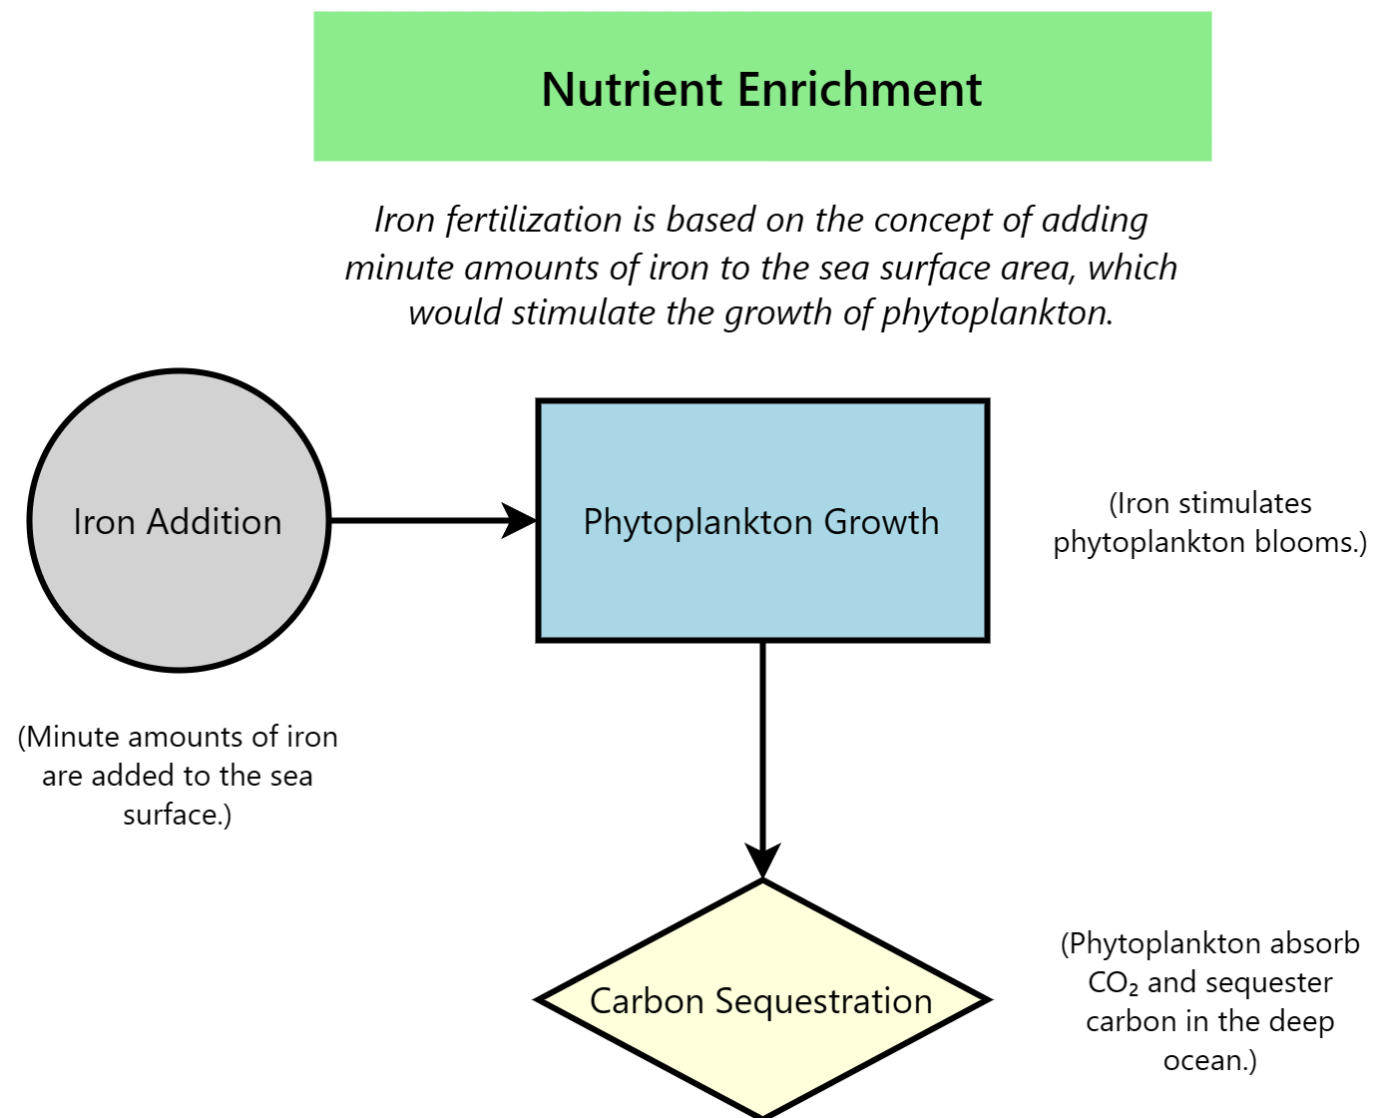 Nutrient Enrichment
Iron fertilization is based on the concept of adding
minute amounts of iron to the sea surface area, which
would stimulate the growth of phytoplankton.
Iron Addition
Phytoplankton Growth
(Iron stimulates
phytoplankton blooms.)
(Minute amounts of iron
are added to the sea
surface.)
Carbon Sequestration
(Phytoplankton absorb
CO₂ and sequester
carbon in the deep
ocean.)